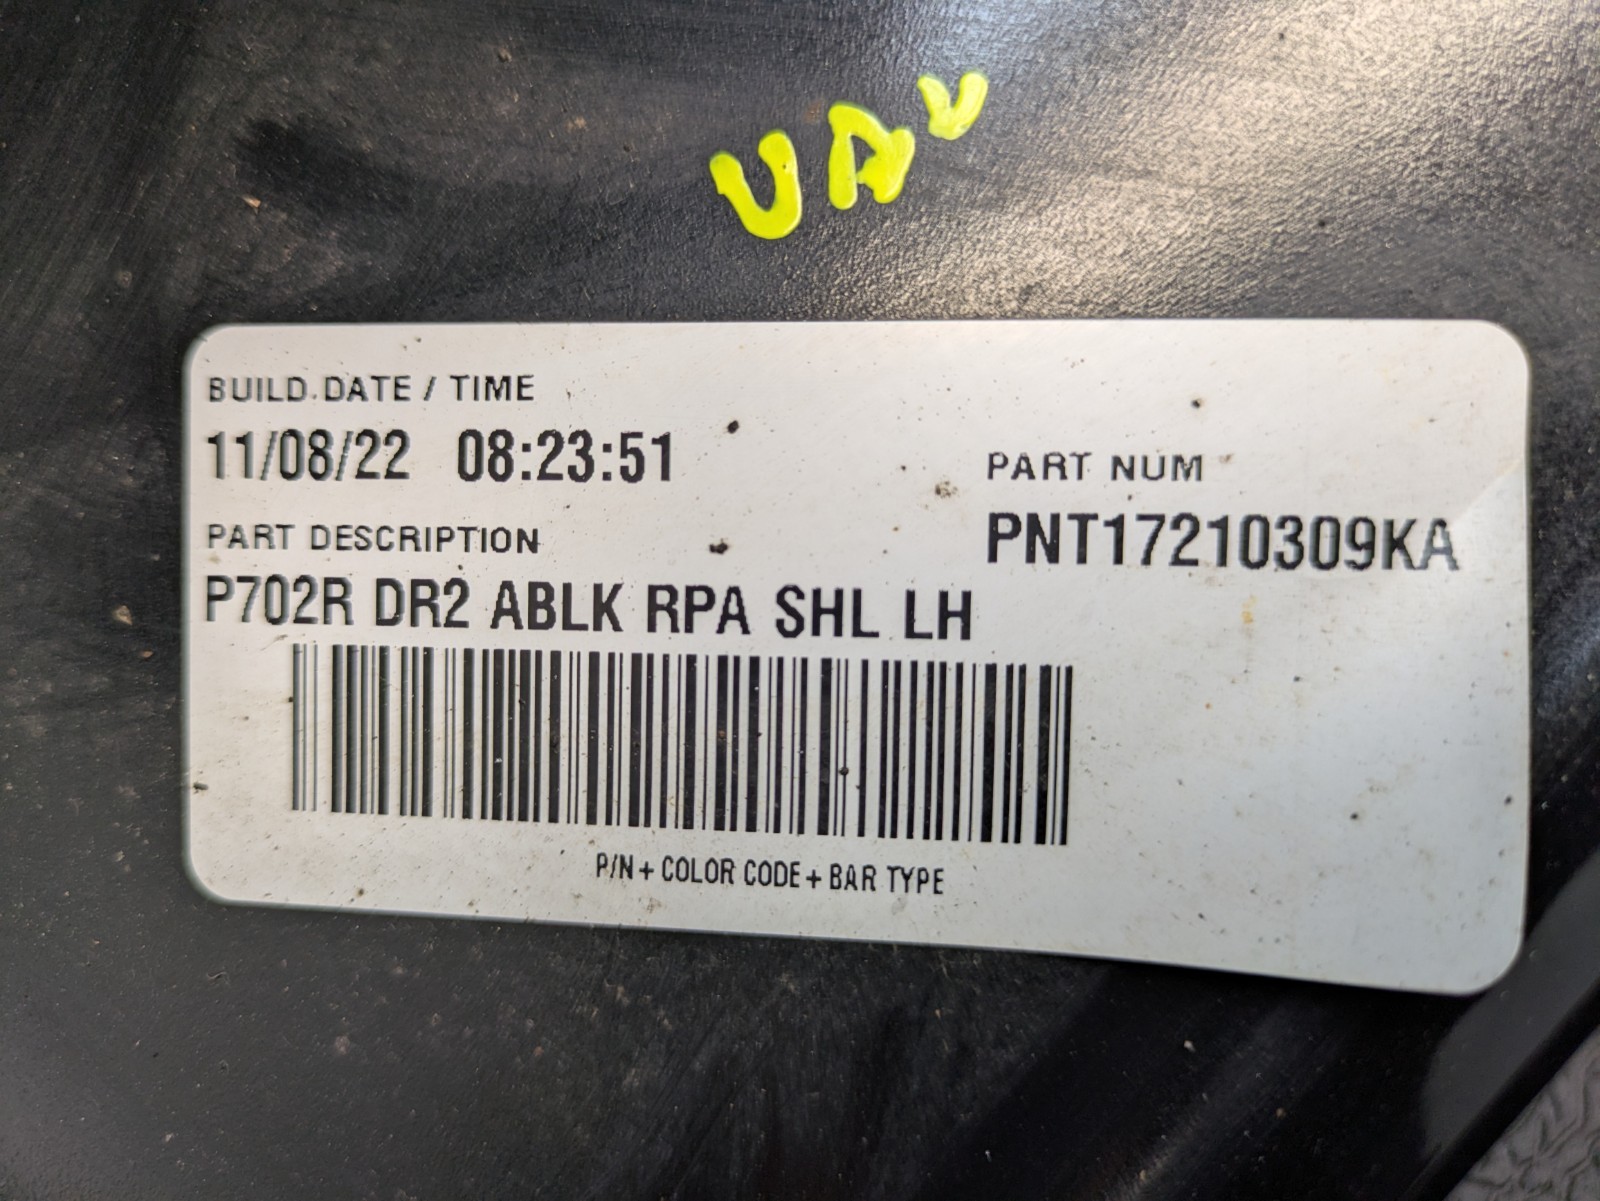 UAU
BUILD DATE / TIME
11/08/22 08:23:51
PART NUM
PNT17210309KA
PART DESCRIPTION
P702R DR2 ABLK RPA SHL LH
P/N + COLOR CODE + BAR TYPE